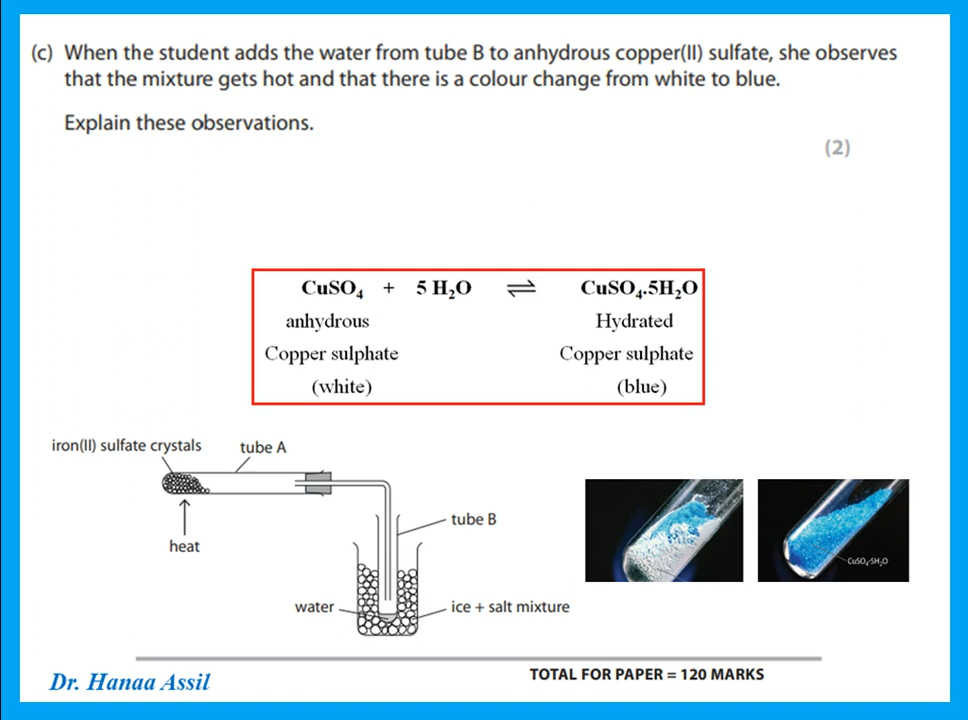 (c) When the student adds the water from tube B to anhydrous copper(II) sulfate, she observes
that the mixture gets hot and that there is a colour change from white to blue.
Explain these observations.
(2)
CuSO₄ + 5 H₂O ⇌ CuSO₄.5H₂O
anhydrous Hydrated
Copper sulphate Copper sulphate
(white) (blue)
iron(II) sulfate crystals tube A
tube B
heat
CuSO₄·5H₂O
water ice + salt mixture
TOTAL FOR PAPER = 120 MARKS
Dr. Hanaa Assil